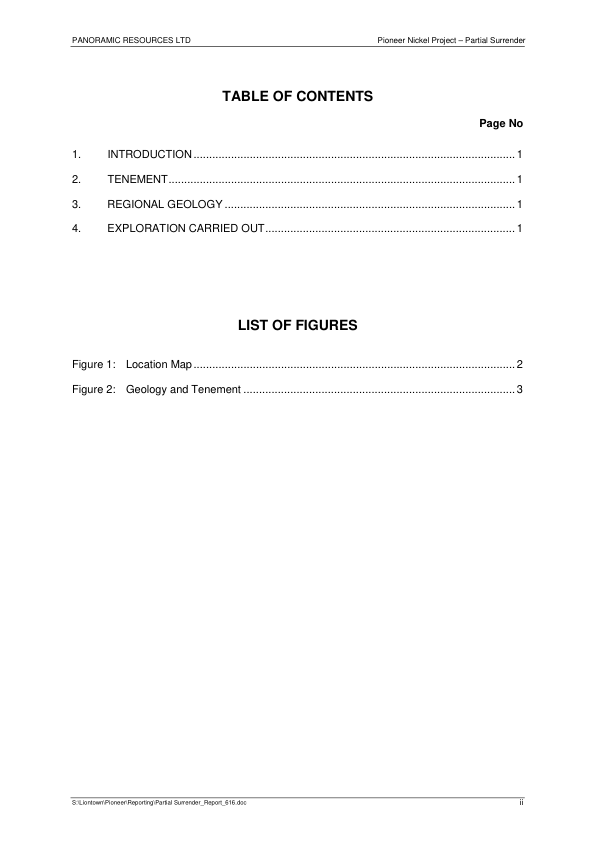 PANORAMIC RESOURCES LTD Pioneer Nickel Project – Partial Surrender
TABLE OF CONTENTS
Page No
1. INTRODUCTION ........................................................................................................ 1
2. TENEMENT................................................................................................................ 1
3. REGIONAL GEOLOGY .............................................................................................. 1
4. EXPLORATION CARRIED OUT................................................................................. 1
LIST OF FIGURES
Figure 1: Location Map ........................................................................................................ 2
Figure 2: Geology and Tenement ........................................................................................ 3
S:\Liontown\Pioneer\Reporting\Partial Surrender_Report_616.doc ii